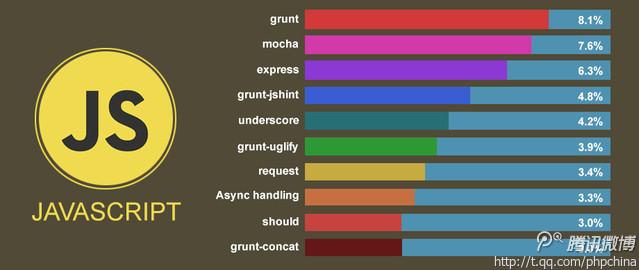 JS
JAVASCRIPT
grunt 8.1%
mocha 7.6%
express 6.3%
grunt-jshint 4.8%
underscore 4.2%
grunt-uglify 3.9%
request 3.4%
Async handling 3.3%
should 3.0%
grunt-concat
腾讯微博
http://t.qq.com/phpchina